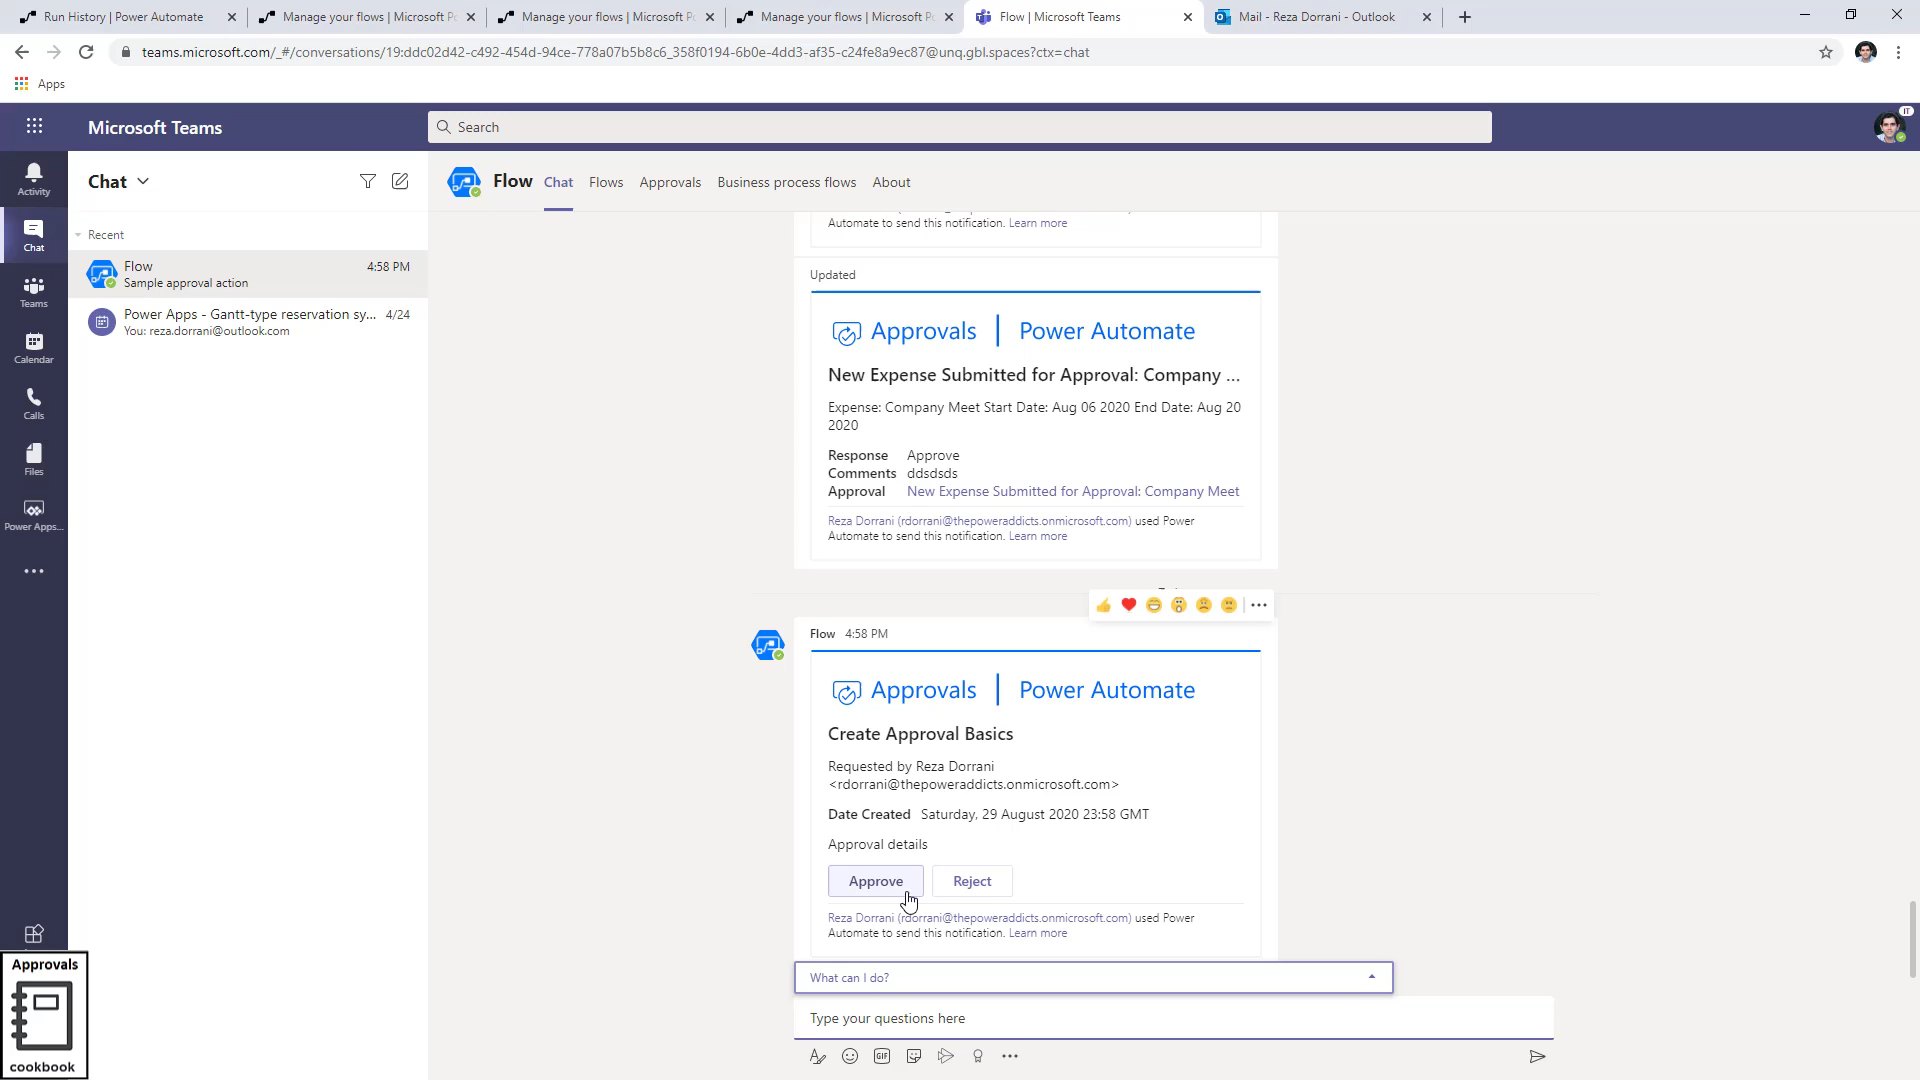 Run History | Power Automate
Manage your flows | Microsoft Po
Manage your flows | Microsoft Po
Manage your flows | Microsoft Po
Flow | Microsoft Teams
Mail - Reza Dorrani - Outlook
teams.microsoft.com/_#/conversations/19:ddc02d42-c492-454d-94ce-778a07b5b8c6_358f0194-6b0e-4dd3-af35-c24fe8a9ec87@unq.gbl.spaces?ctx=chat
Apps
Microsoft Teams
Search
IT
Activity
Chat
Teams
Calendar
Calls
Files
Power Apps...
Chat
Recent
Flow 4:58 PM
Sample approval action
Power Apps - Gantt-type reservation sy... 4/24
You: reza.dorrani@outlook.com
Flow Chat Flows Approvals Business process flows About
Automate to send this notification. Learn more
Updated
Approvals | Power Automate
New Expense Submitted for Approval: Company ...
Expense: Company Meet Start Date: Aug 06 2020 End Date: Aug 20
2020
Response Approve
Comments ddsdsds
Approval New Expense Submitted for Approval: Company Meet
Reza Dorrani (rdorrani@thepoweraddicts.onmicrosoft.com) used Power
Automate to send this notification. Learn more
Flow 4:58 PM
Approvals | Power Automate
Create Approval Basics
Requested by Reza Dorrani
<rdorrani@thepoweraddicts.onmicrosoft.com>
Date Created Saturday, 29 August 2020 23:58 GMT
Approval details
Approve Reject
Reza Dorrani (rdorrani@thepoweraddicts.onmicrosoft.com) used Power
Automate to send this notification. Learn more
What can I do?
Type your questions here
GIF
Approvals
cookbook